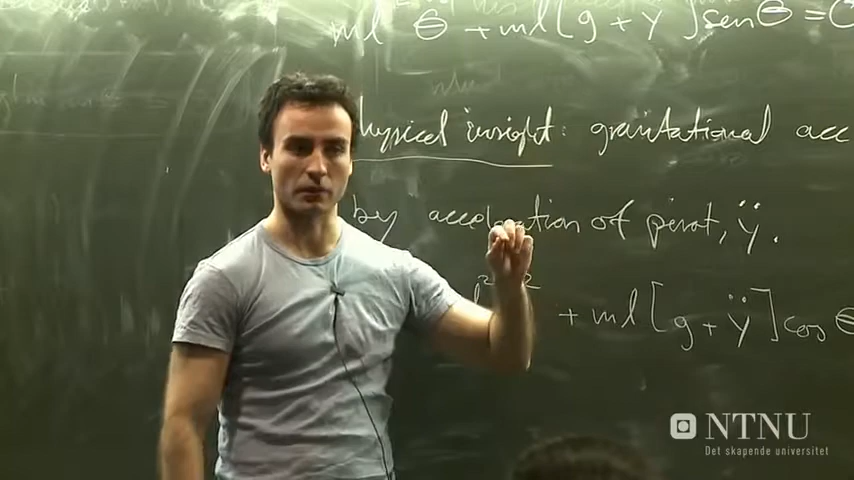 ml θ̈ + ml[g + ÿ]sen θ = 0
physical insight: gravitational acc
by acceleration of pivot, ÿ.
+ ml[g + ÿ]cos θ
NTNU
Det skapende universitet